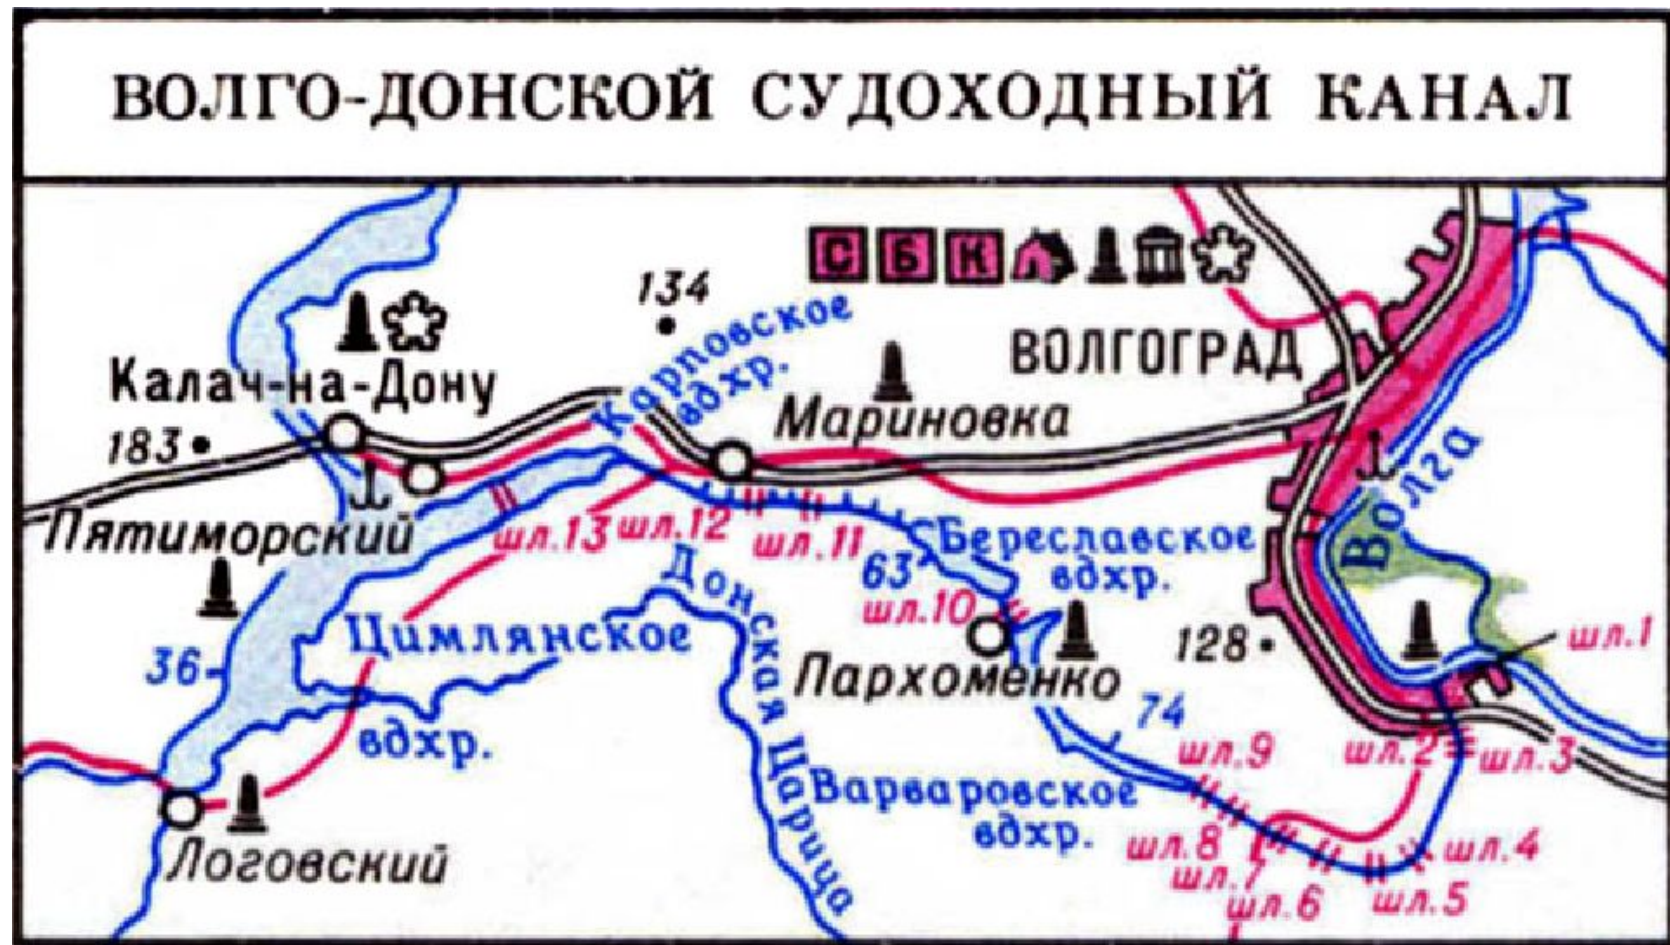 ВОЛГО-ДОНСКОЙ СУДОХОДНЫЙ КАНАЛ
С Б К
134
Карповское
вдхр.
ВОЛГОГРАД
Калач-на-Дону
Мариновка
183
Волга
Пятиморский
шл.13
шл.12
шл.11
Береславское
вдхр.
63
шл.10
Донская Царица
Цимлянское
вдхр.
36
128
шл.1
Пархоменко
74
шл.9
шл.2
шл.3
Варваровское
вдхр.
Логовский
шл.8
шл.7
шл.6
шл.5
шл.4